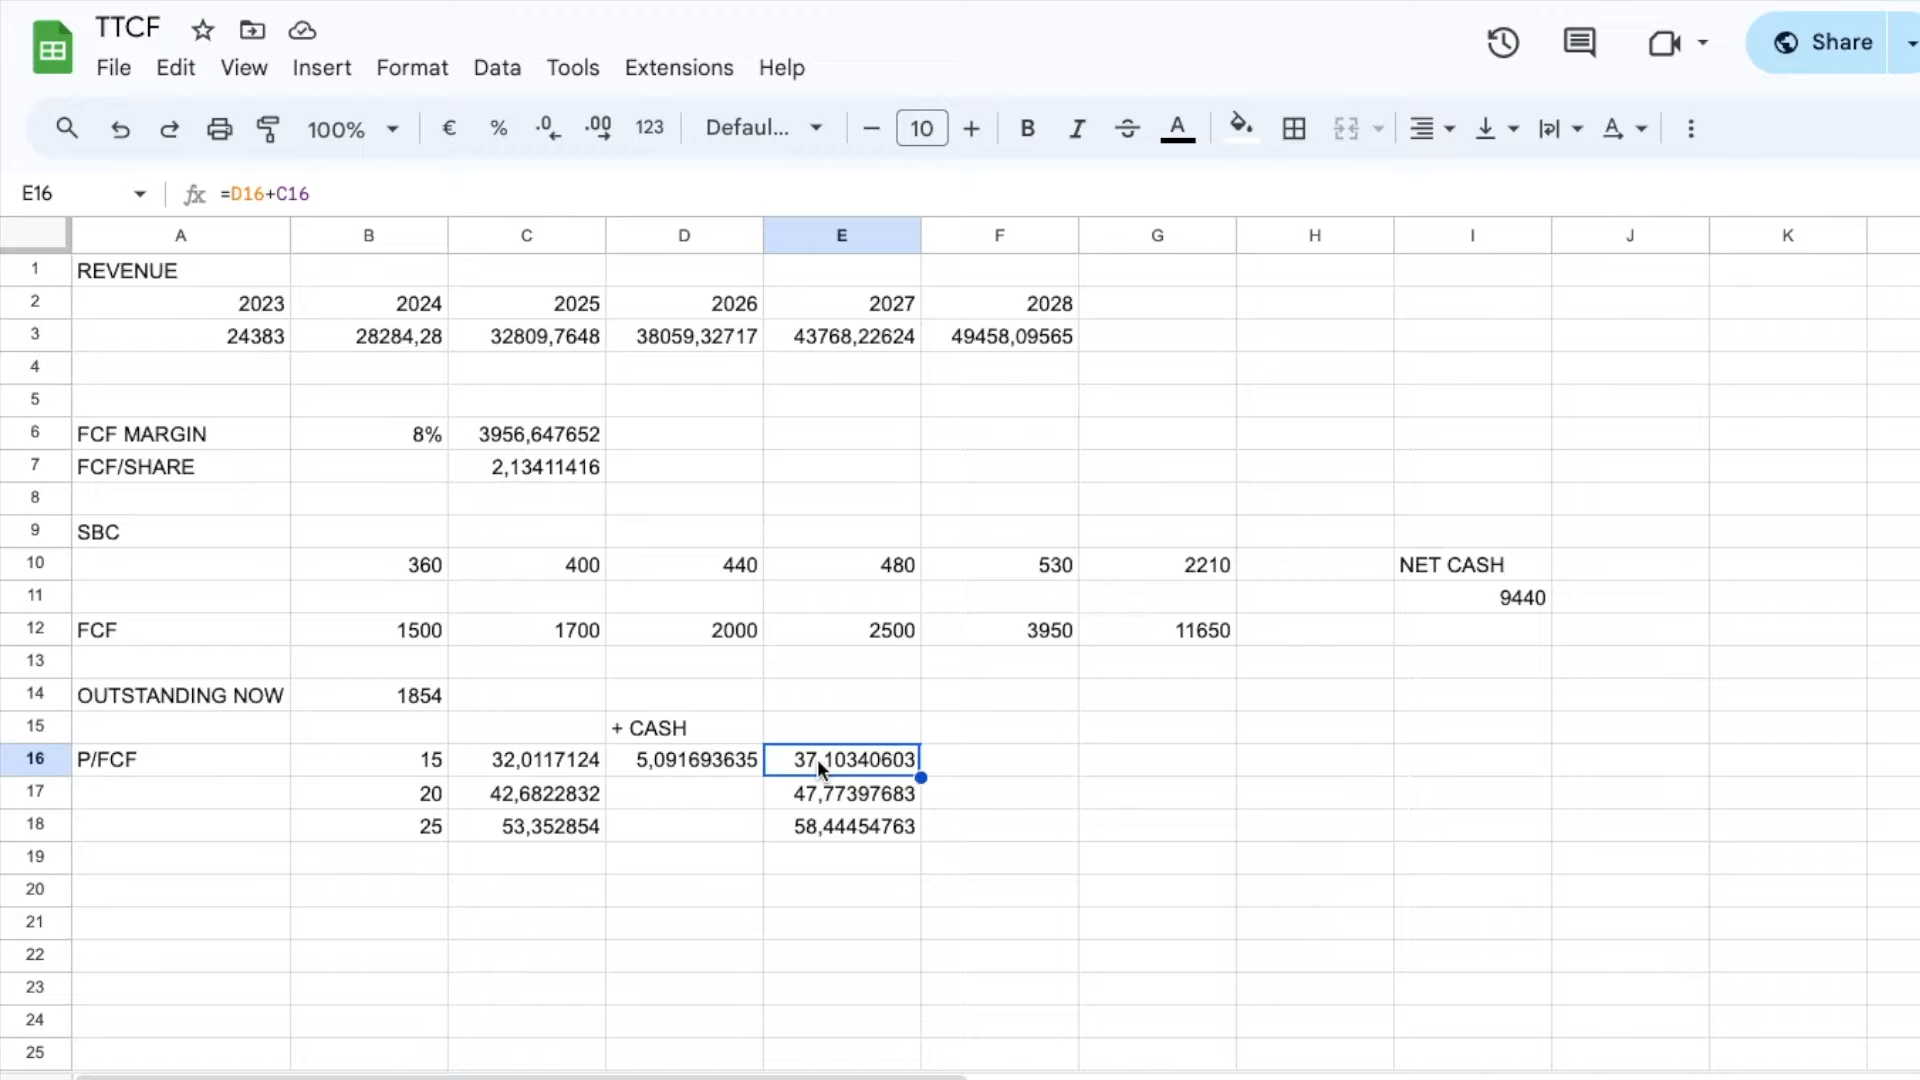 TTCF
File Edit View Insert Format Data Tools Extensions Help
Share
100% € % .0 .00 123 Defaul... 10 B I A
E16 fx =D16+C16
A B C D E F G H I J K
1 REVENUE
2 2023 2024 2025 2026 2027 2028
3 24383 28284,28 32809,7648 38059,32717 43768,22624 49458,09565
4
5
6 FCF MARGIN 8% 3956,647652
7 FCF/SHARE 2,13411416
8
9 SBC
10 360 400 440 480 530 2210 NET CASH
11 9440
12 FCF 1500 1700 2000 2500 3950 11650
13
14 OUTSTANDING NOW 1854
15 + CASH
16 P/FCF 15 32,0117124 5,091693635 37,10340603
17 20 42,6822832 47,77397683
18 25 53,352854 58,44454763
19
20
21
22
23
24
25